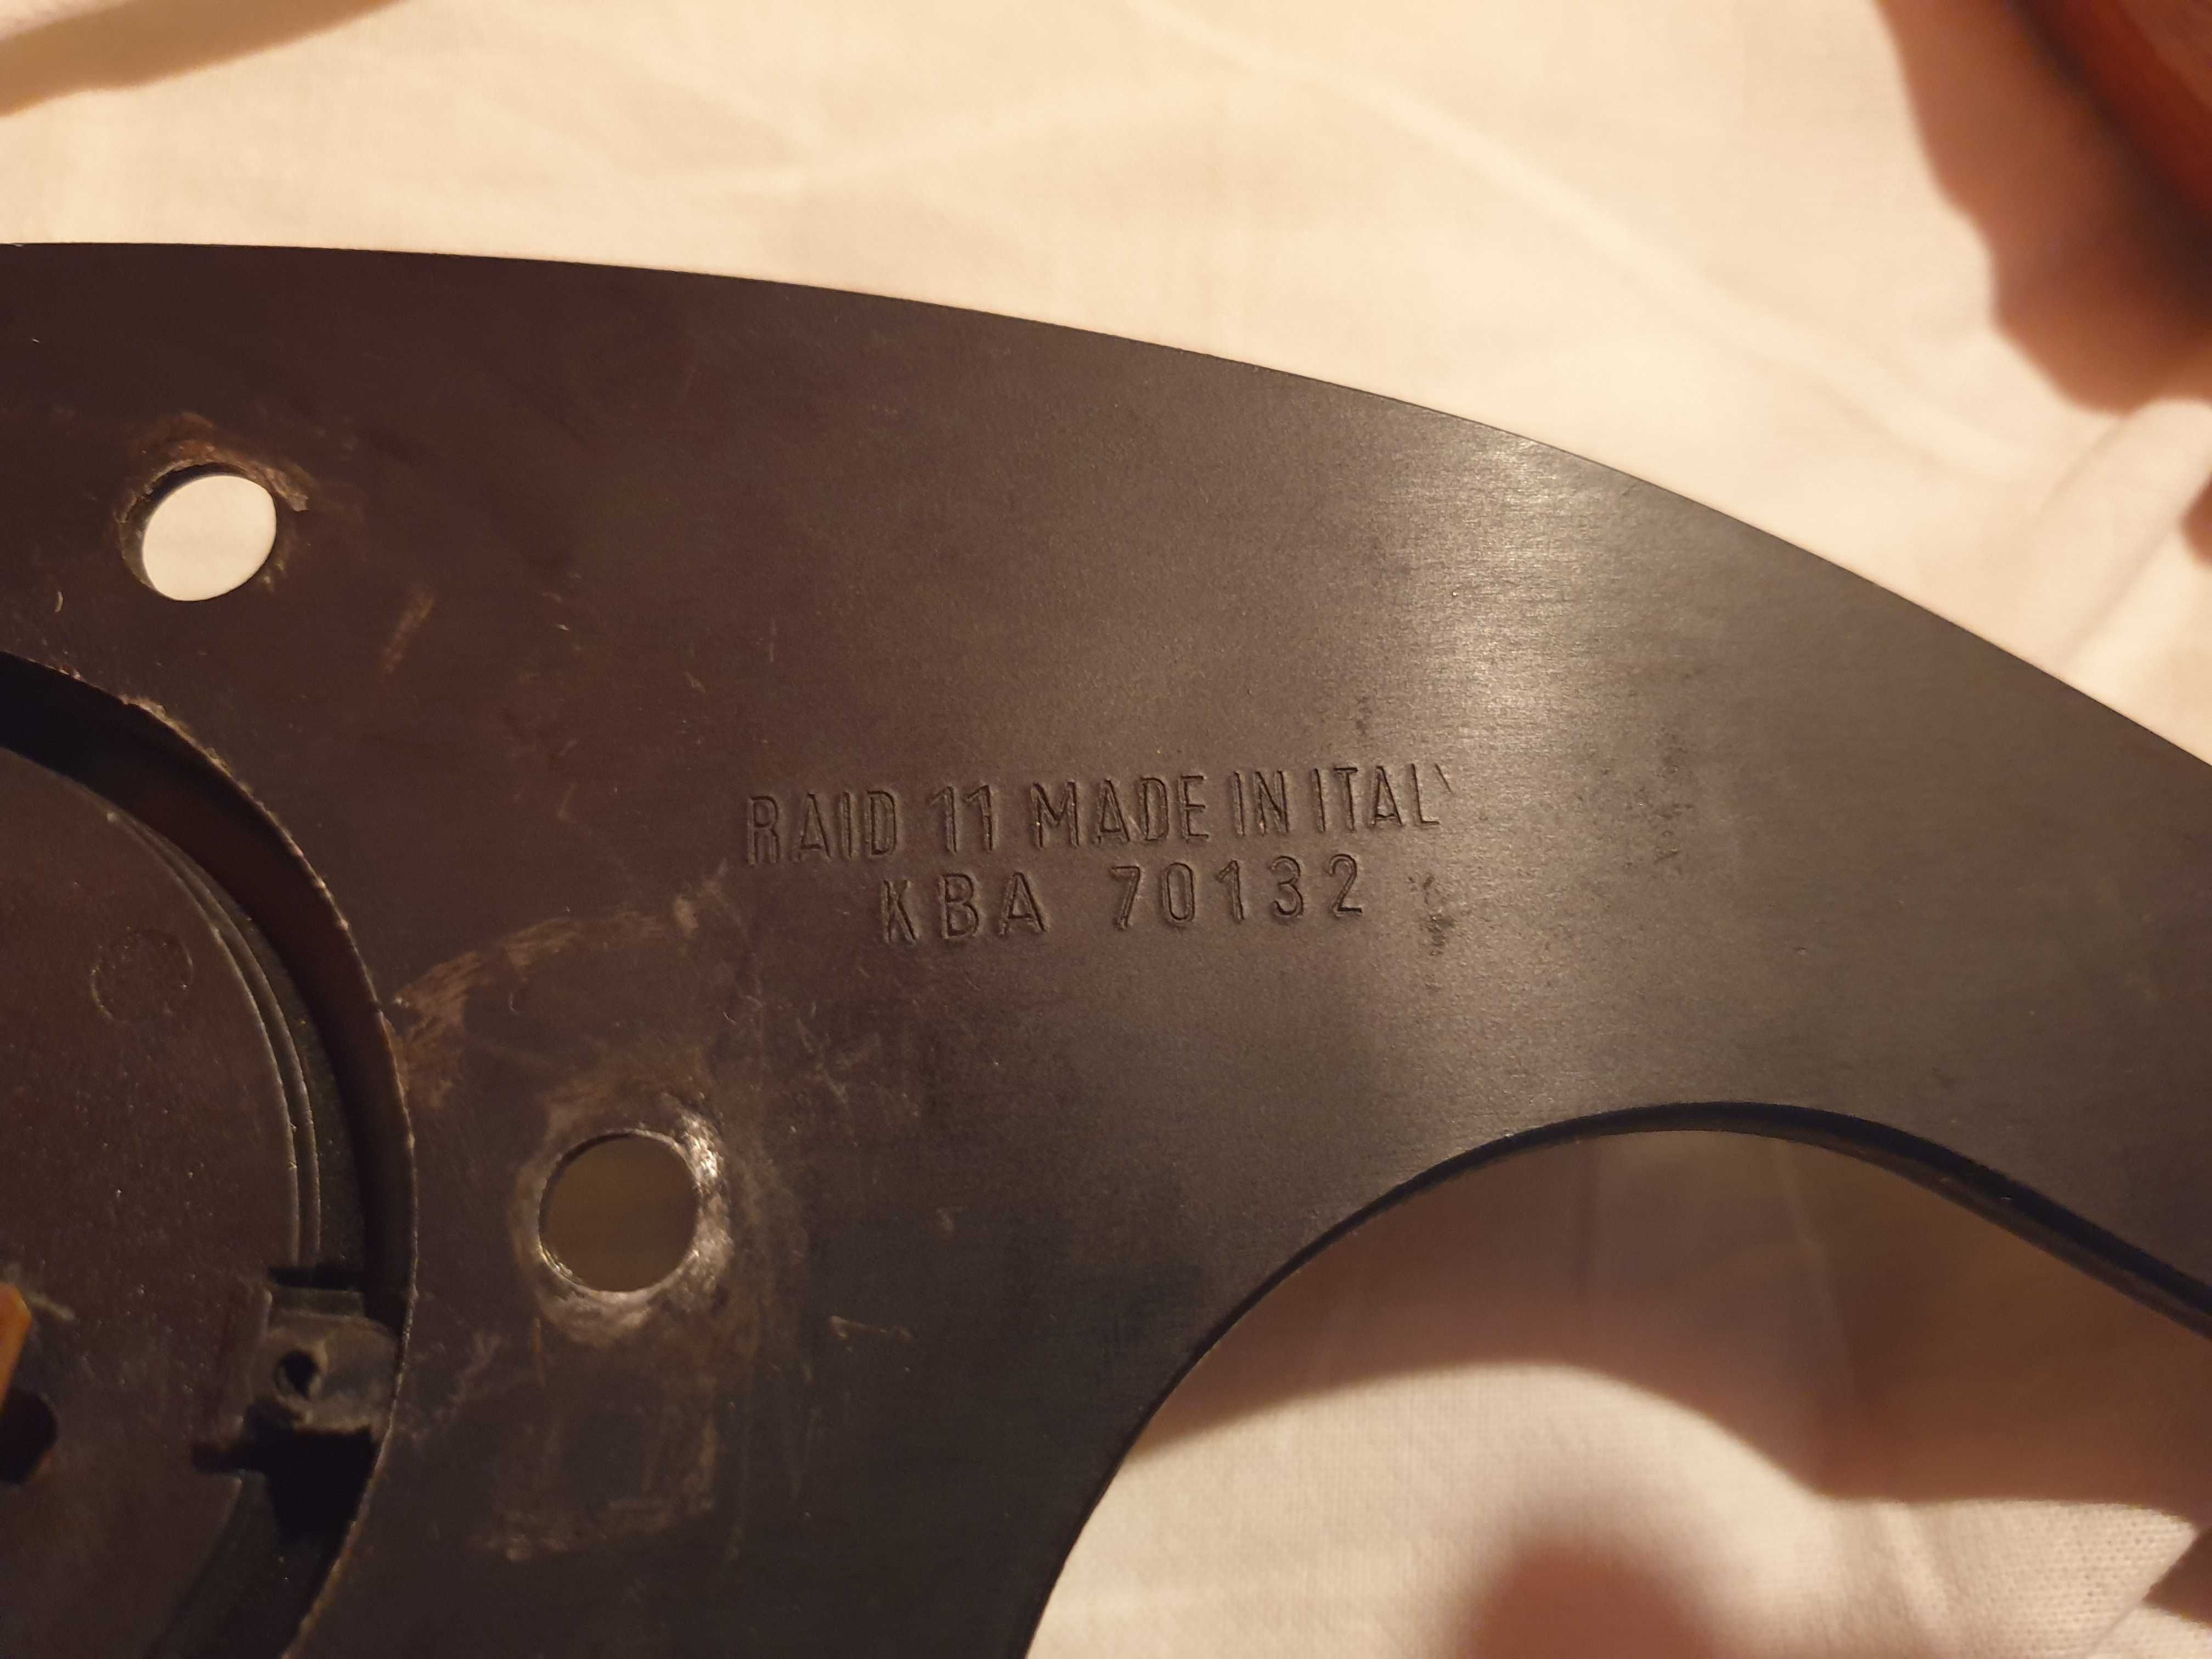 RAID 11 MADE IN ITALY
KBA 70132